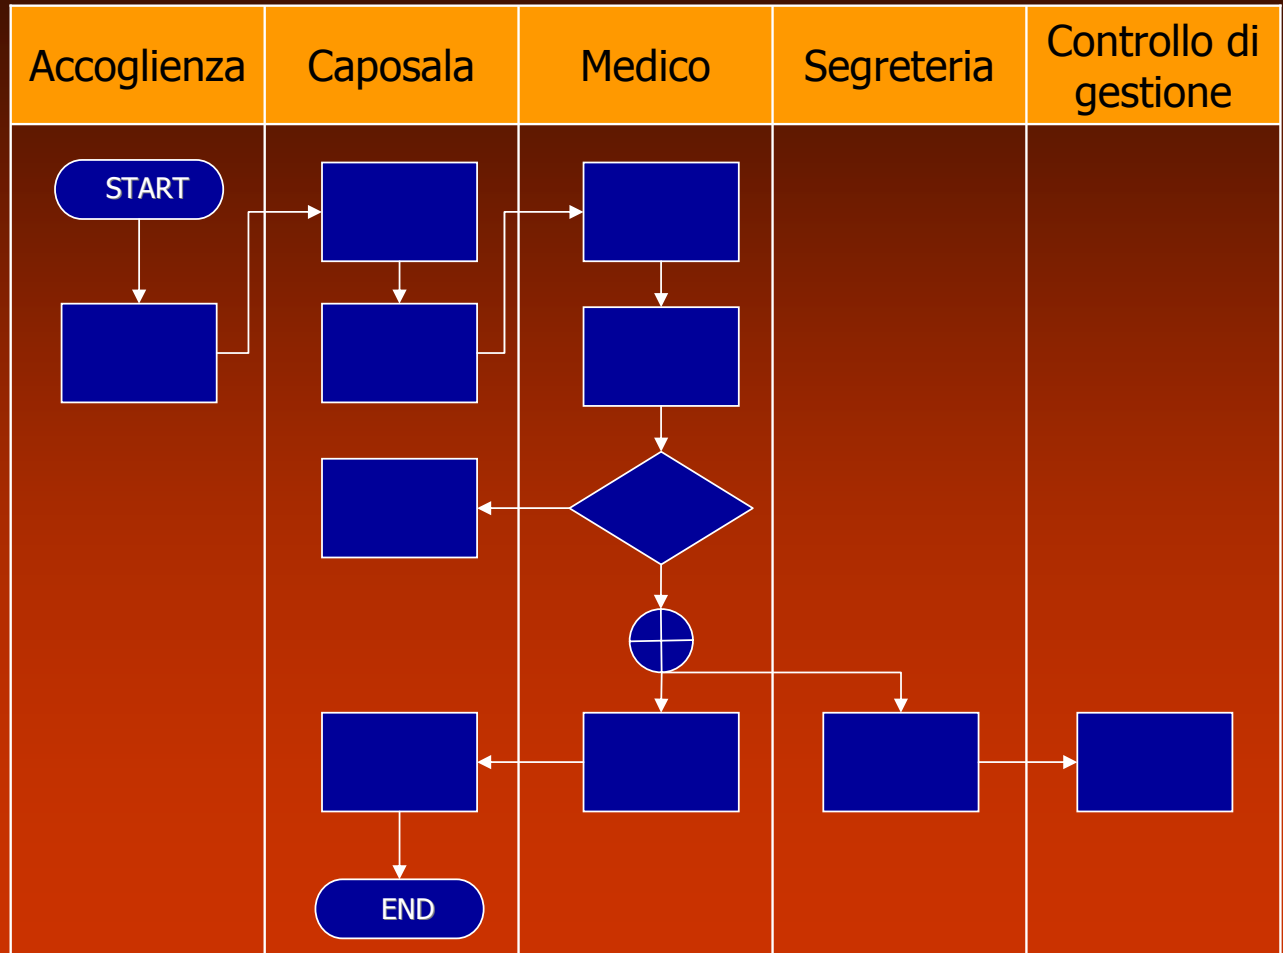 Accoglienza
Caposala
Medico
Segreteria
Controllo di
gestione
START
END